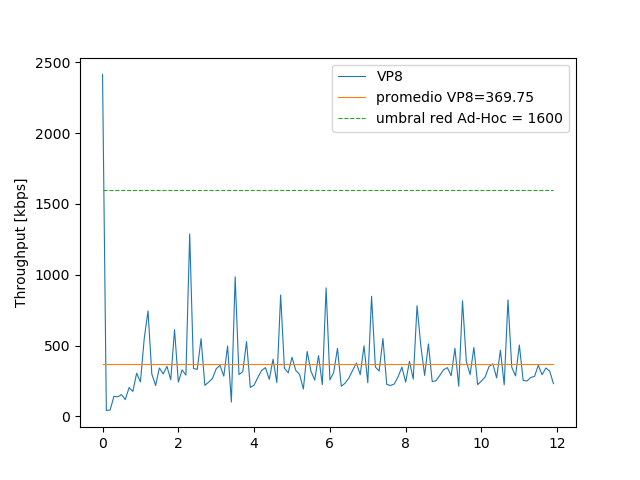 2500
2000
1500
1000
500
0
Throughput [kbps]
VP8
promedio VP8=369.75
umbral red Ad-Hoc = 1600
0 2 4 6 8 10 12